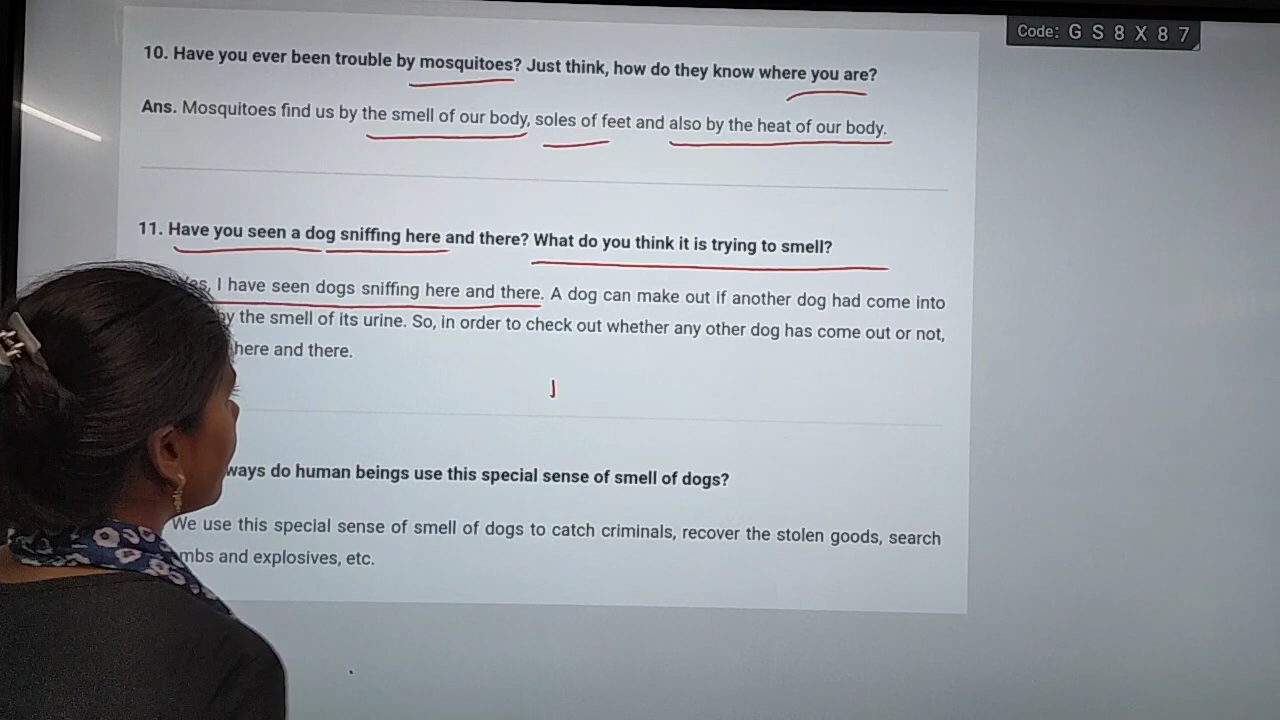 Code: G S 8 X 8 7
10. Have you ever been trouble by mosquitoes? Just think, how do they know where you are?
Ans. Mosquitoes find us by the smell of our body, soles of feet and also by the heat of our body.
11. Have you seen a dog sniffing here and there? What do you think it is trying to smell?
I have seen dogs sniffing here and there. A dog can make out if another dog had come into
the smell of its urine. So, in order to check out whether any other dog has come out or not,
here and there.
ways do human beings use this special sense of smell of dogs?
We use this special sense of smell of dogs to catch criminals, recover the stolen goods, search
and explosives, etc.